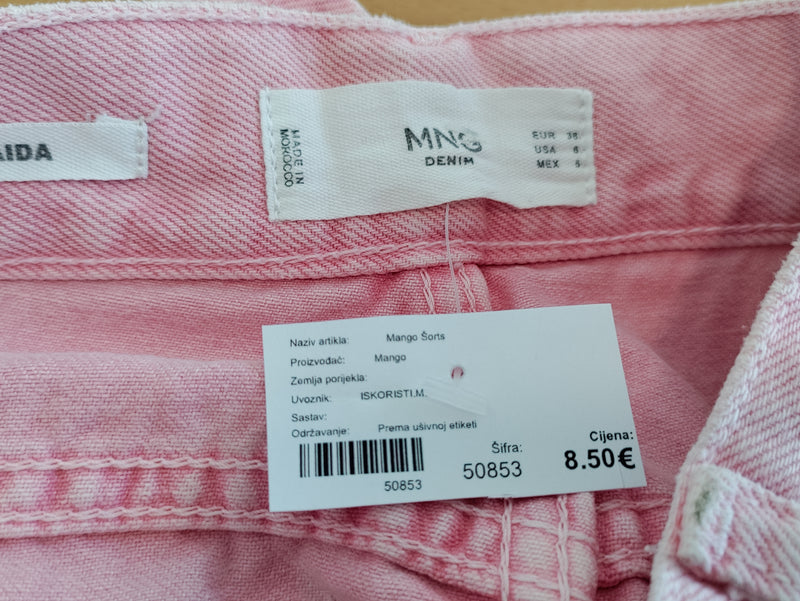 AIDA
MADE IN
MOROCCO
MNG
DENIM
EUR 36
USA 6
MEX 6
Naziv artikla: Mango Šorts
Proizvođač: Mango
Zemlja porijekla:
Uvoznik: ISKORISTI.M.
Sastav:
Održavanje: Prema ušivnoj etiketi
50853
Šifra:
50853
Cijena:
8.50€